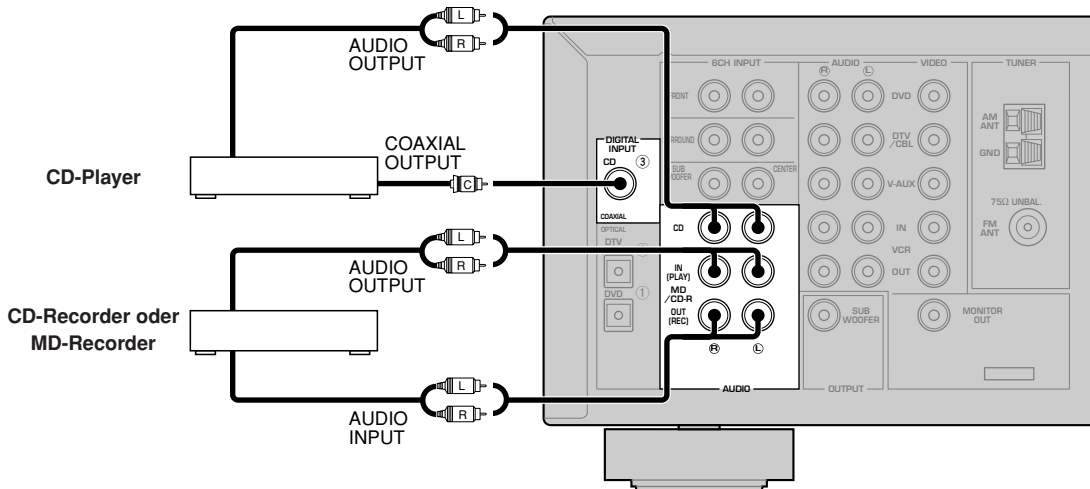 L
R
AUDIO
OUTPUT
COAXIAL
OUTPUT
C
CD-Player
L
R
AUDIO
OUTPUT
CD-Recorder oder
MD-Recorder
L
R
AUDIO
INPUT
DIGITAL
INPUT
CD ③
COAXIAL
OPTICAL
DTV
DVD ①
6CH INPUT
FRONT
SURROUND
SUB
WOOFER
CENTER
CD
IN
(PLAY)
MD
/CD-R
OUT
(REC)
Ⓡ Ⓛ
AUDIO
AUDIO VIDEO
Ⓡ Ⓛ
DVD
DTV
/CBL
V-AUX
IN
VCR
OUT
SUB
WOOFER
OUTPUT
MONITOR
OUT
TUNER
AM
ANT
GND
75Ω UNBAL.
FM
ANT